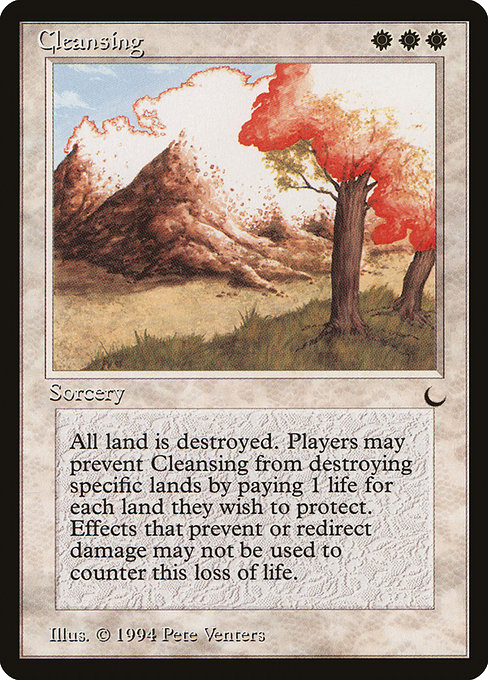 Cleansing
Sorcery
All land is destroyed. Players may
prevent Cleansing from destroying
specific lands by paying 1 life for
each land they wish to protect.
Effects that prevent or redirect
damage may not be used to
counter this loss of life.
Illus. © 1994 Pete Venters